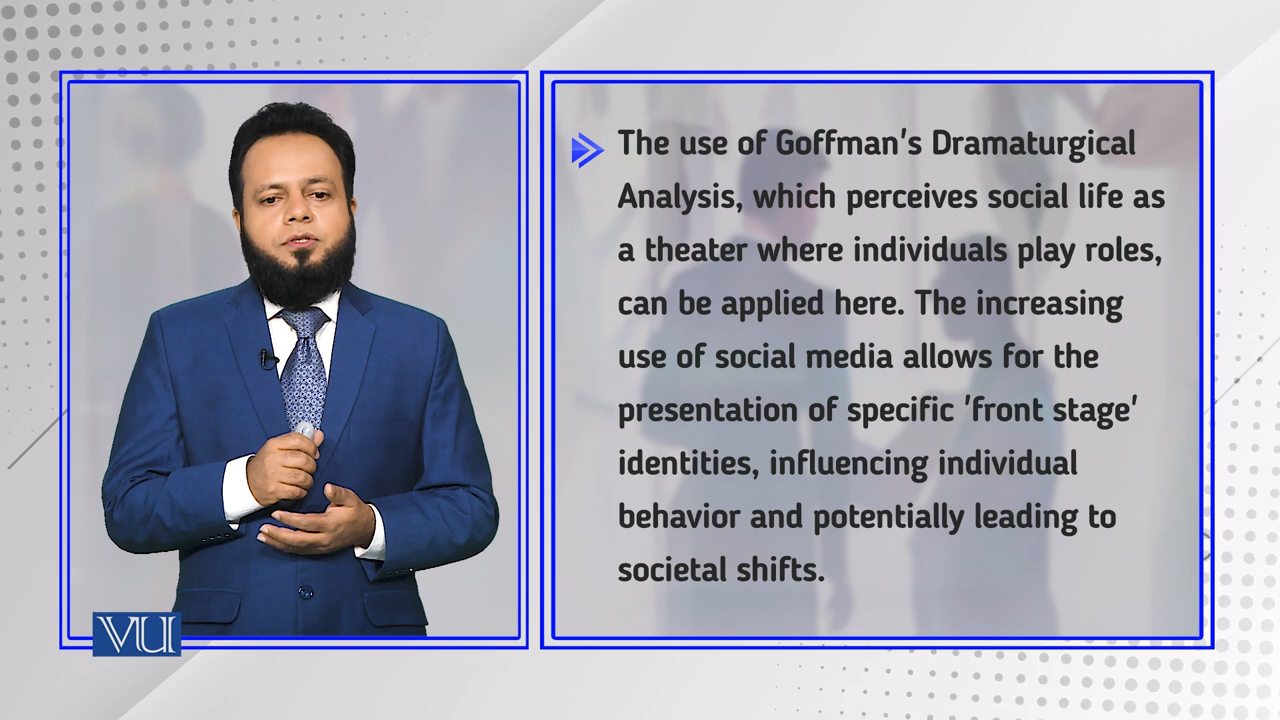 The use of Goffman's Dramaturgical
Analysis, which perceives social life as
a theater where individuals play roles,
can be applied here. The increasing
use of social media allows for the
presentation of specific 'front stage'
identities, influencing individual
behavior and potentially leading to
societal shifts.
VU